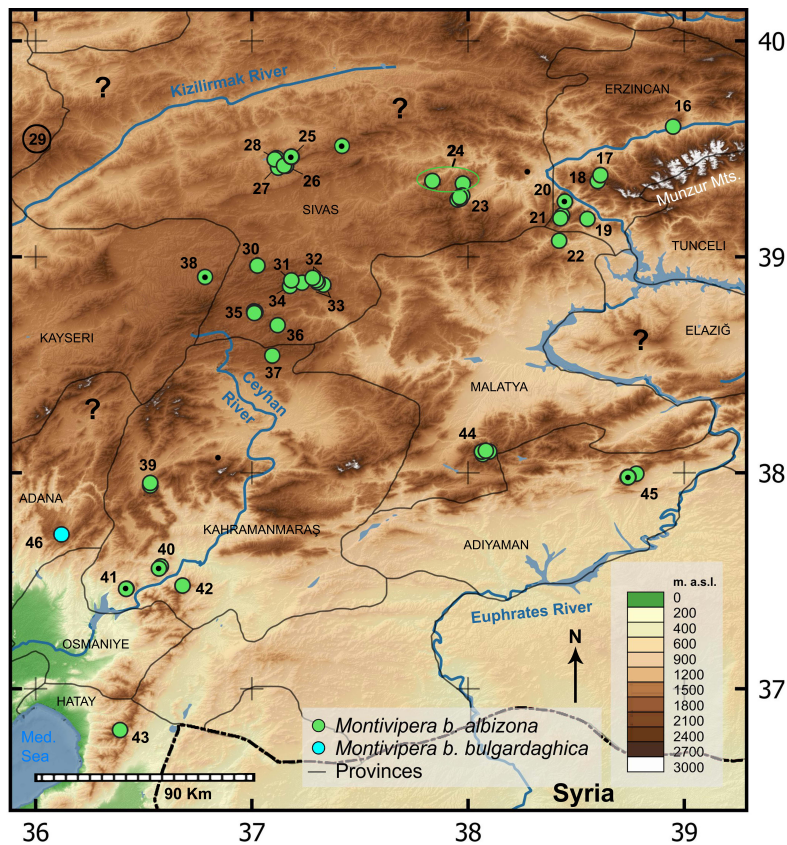 40
ERZINCAN
16
?
Kizilirmak River
?
29
28
25
24
17
27
26
18
Munzur Mts.
SIVAS
23
20
21
19
TUNCELI
22
39
38
30
31
32
34
33
35
36
KAYSERI
?
ELAZIĞ
37
MALATYA
Ceyhan
River
?
44
39
38
45
ADANA
46
KAHRAMANMARAŞ
40
ADIYAMAN
41
42
m. a.s.l.
0
200
400
600
900
1200
1500
1800
2100
2400
2700
3000
Euphrates River
N
OSMANIYE
37
HATAY
43
Med.
Sea
Montivipera b. albizona
Montivipera b. bulgardaghica
Provinces
90 Km
Syria
36
37
38
39